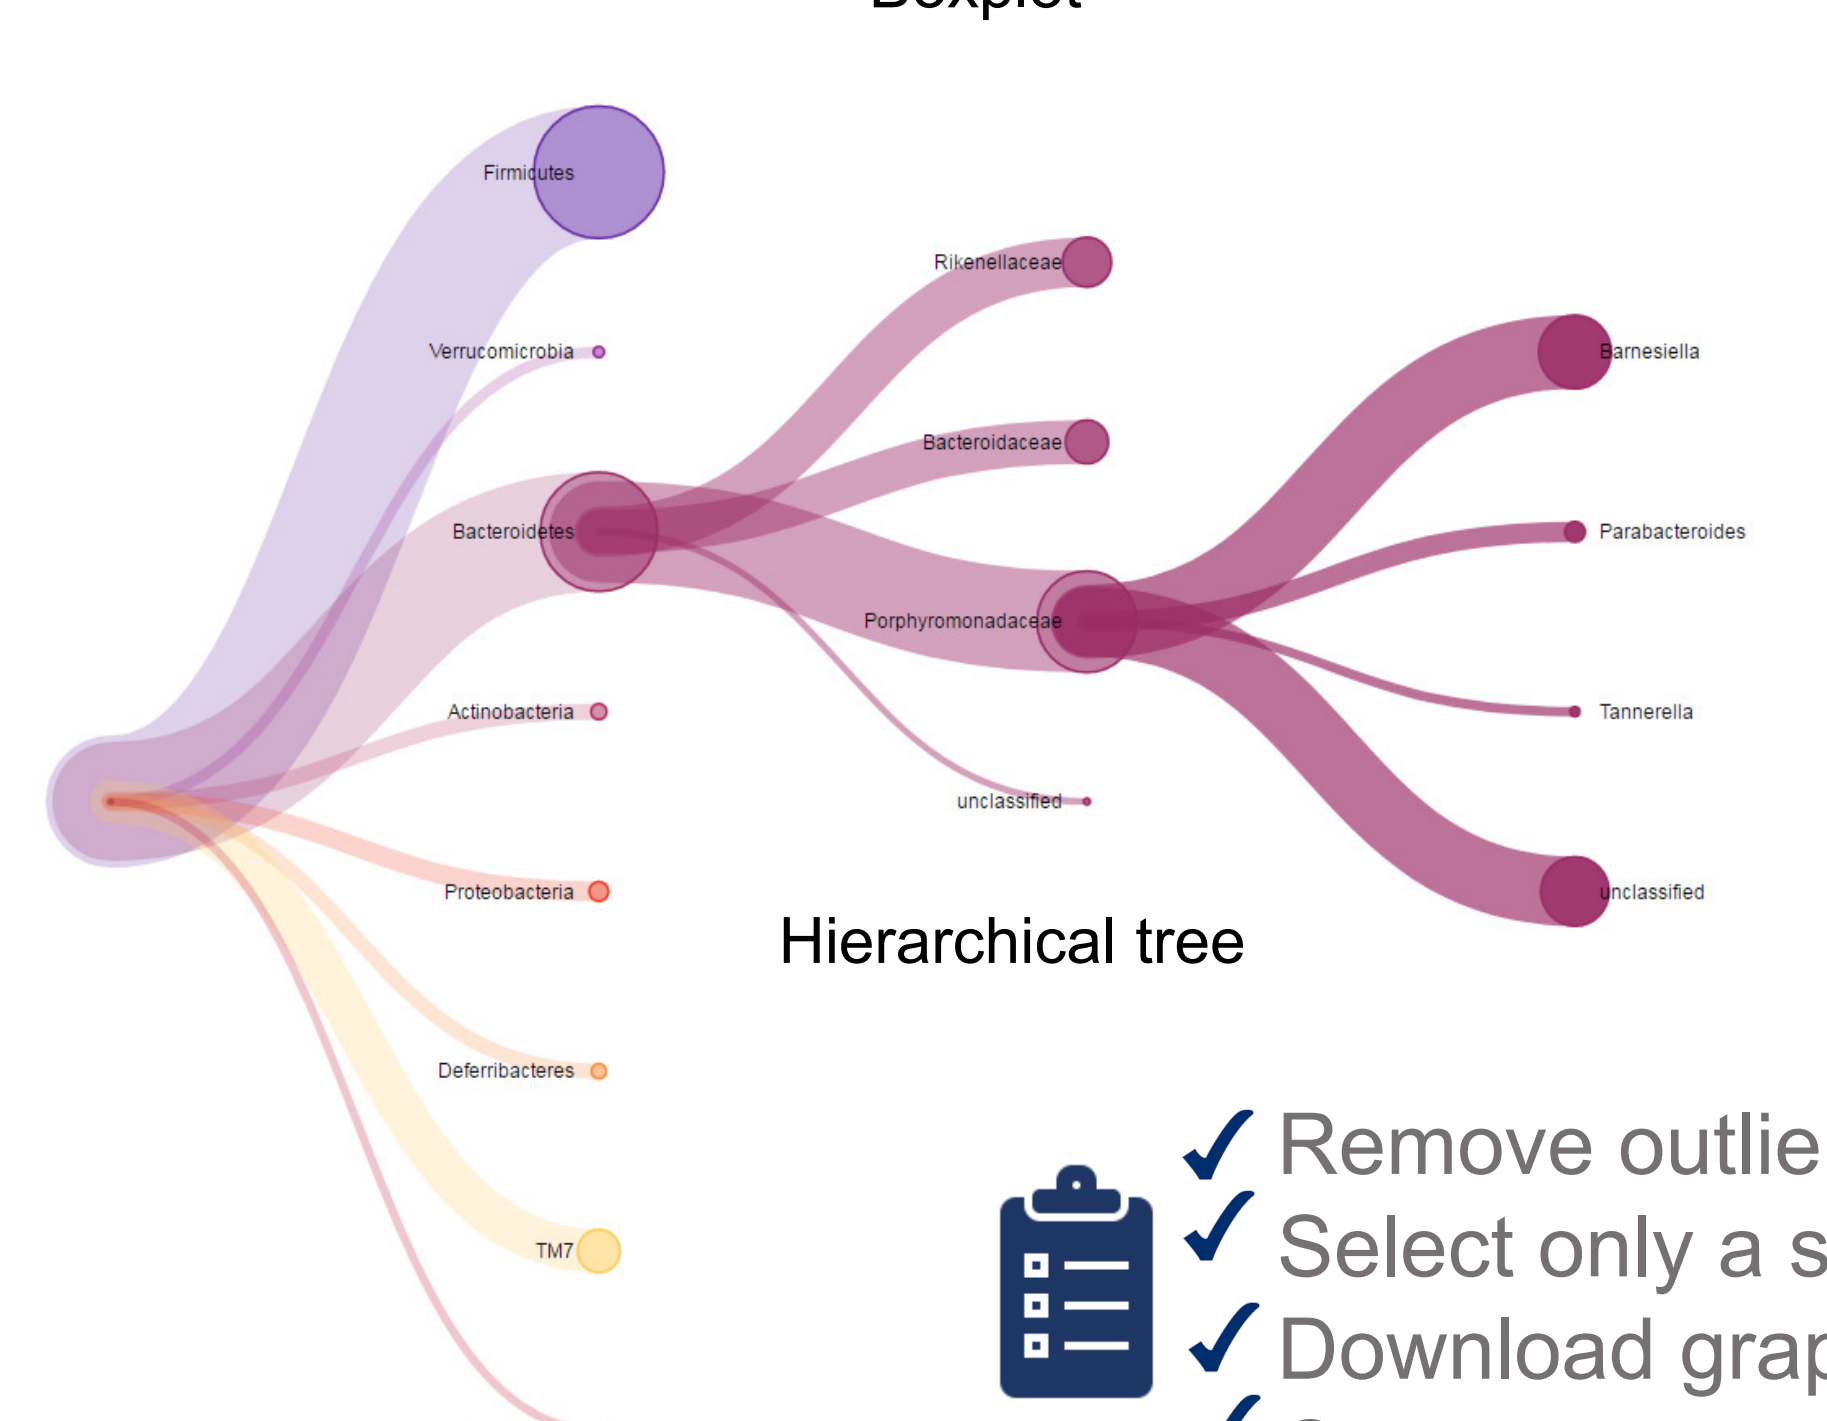 Boxplot
Firmicutes
Rikenellaceae
Verrucomicrobia
Barnesiella
Bacteroidaceae
Bacteroidetes
Parabacteroides
Porphyromonadaceae
Actinobacteria
Tannerella
unclassified
Proteobacteria
unclassified
Hierarchical tree
Deferribacteres
TM7
Remove outlie
Select only a s
Download grap